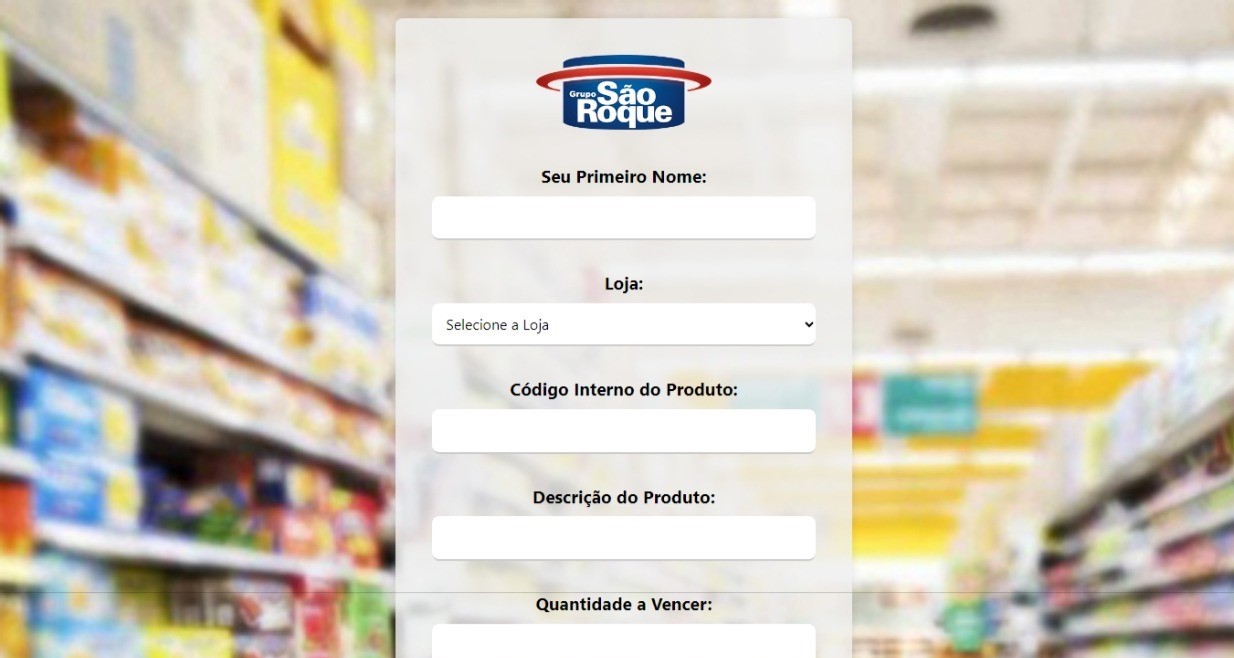 Grupo São
Roque
Seu Primeiro Nome:
Loja:
Selecione a Loja
Código Interno do Produto:
Descrição do Produto:
Quantidade a Vencer: